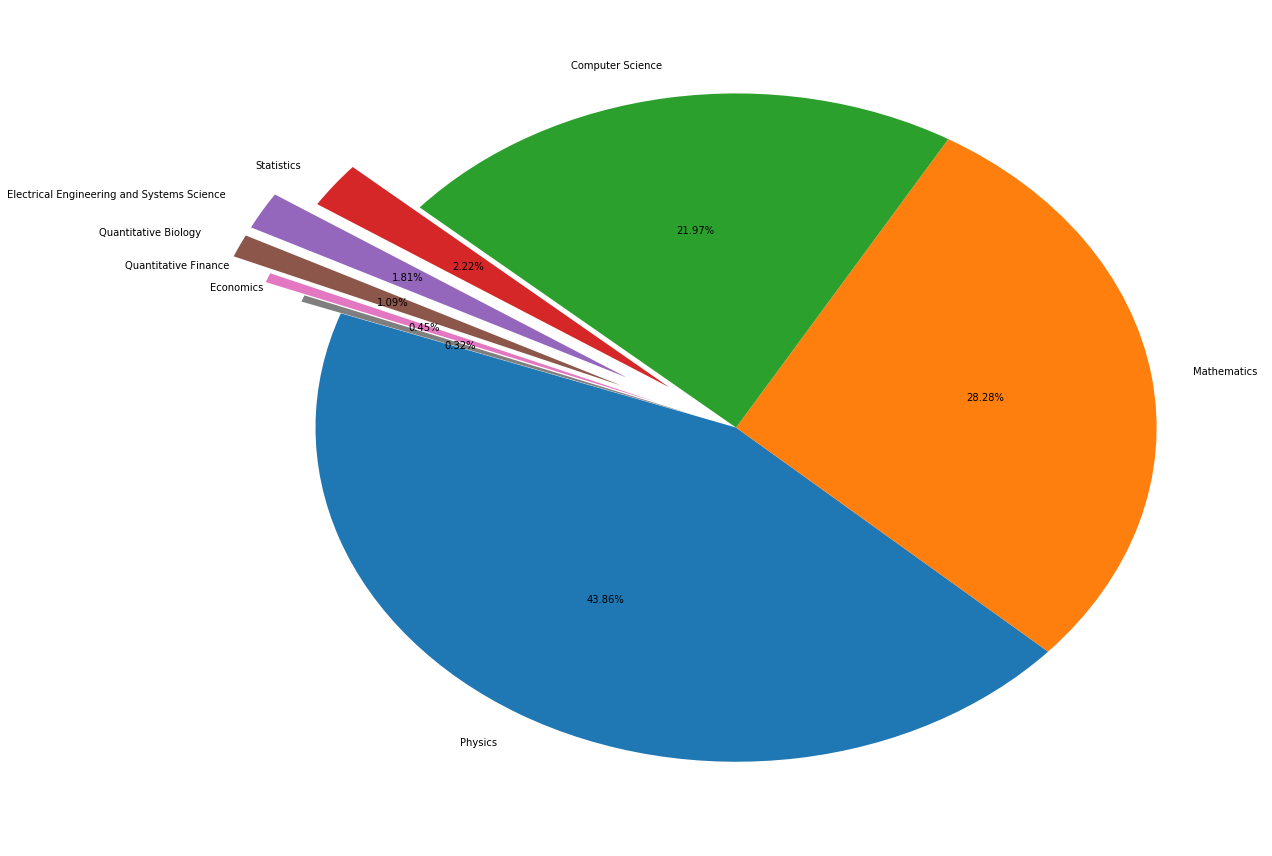 Computer Science
Statistics
Electrical Engineering and Systems Science
Quantitative Biology
Quantitative Finance
Economics
21.97%
2.22%
1.81%
1.09%
0.45%
0.32%
Mathematics
28.28%
43.86%
Physics